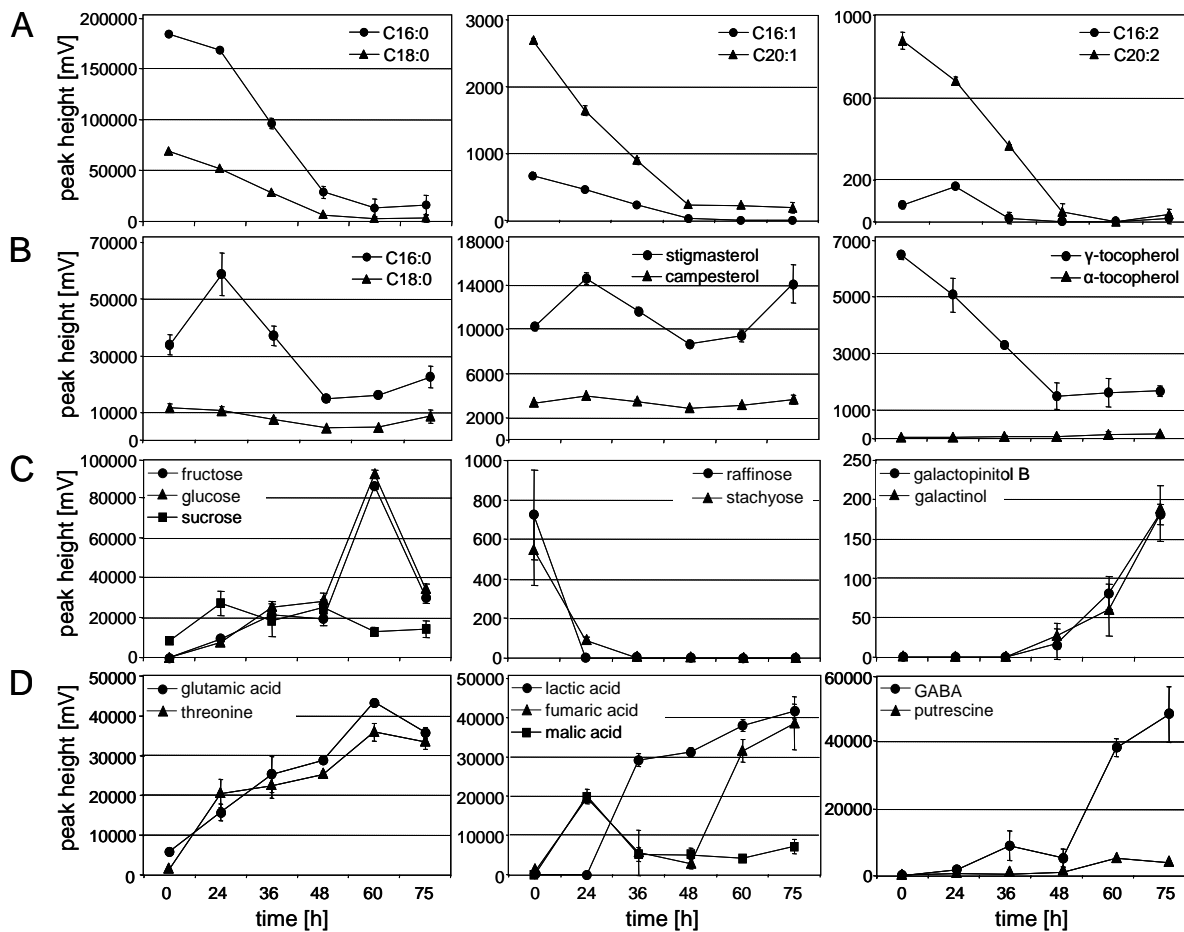 A
peak height [mV]
200000
150000
100000
50000
0
C16:0
C18:0
3000
2000
1000
0
C16:1
C20:1
1000
600
200
0
C16:2
C20:2
B
peak height [mV]
70000
50000
30000
10000
0
C16:0
C18:0
18000
14000
10000
6000
2000
0
stigmasterol
campesterol
7000
5000
3000
1000
0
γ-tocopherol
α-tocopherol
C
peak height [mV]
100000
80000
60000
40000
20000
0
fructose
glucose
sucrose
1000
800
600
400
200
0
raffinose
stachyose
250
200
150
100
50
0
galactopinitol B
galactinol
D
peak height [mV]
50000
40000
30000
20000
10000
0
glutamic acid
threonine
0 24 36 48 60 75
time [h]
50000
40000
30000
20000
10000
0
lactic acid
fumaric acid
malic acid
0 24 36 48 60 75
time [h]
60000
40000
20000
0
GABA
putrescine
0 24 36 48 60 75
time [h]